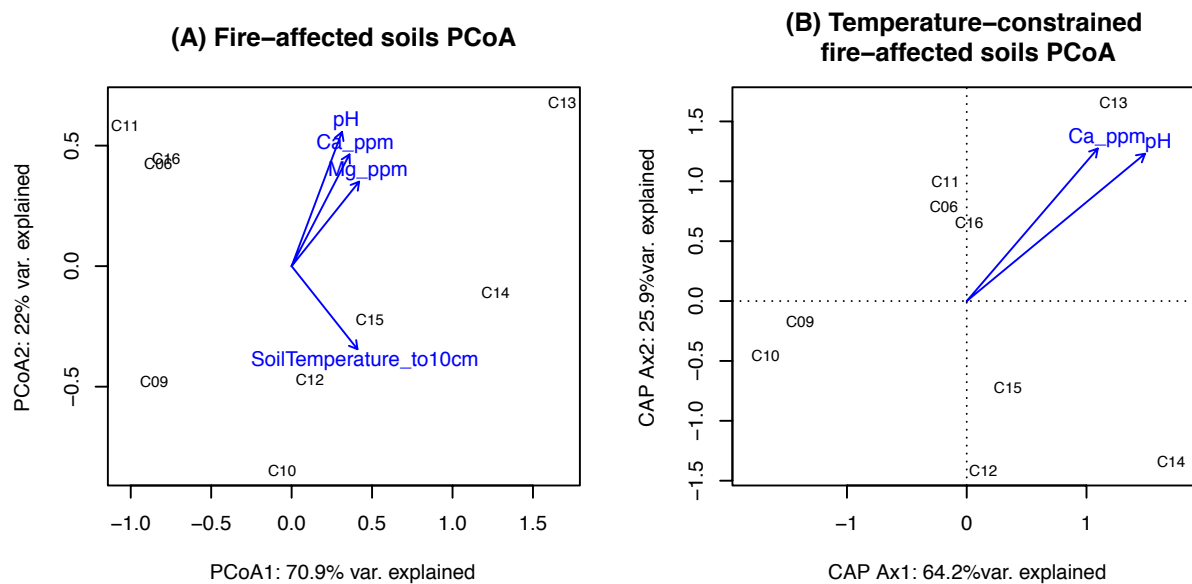 (A) Fire−affected soils PCoA
C13
C11
pH
Ca_ppm
C16
C06
Mg_ppm
C14
C15
SoilTemperature_to10cm
C12
C09
C10
0.5
0.0
−0.5
PCoA2: 22% var. explained
−1.0 −0.5 0.0 0.5 1.0 1.5
PCoA1: 70.9% var. explained
(B) Temperature−constrained
fire−affected soils PCoA
C13
Ca_ppm
pH
C11
C06
C16
C09
C10
C15
C14
C12
1.5
1.0
0.5
0.0
−0.5
−1.0
−1.5
CAP Ax2: 25.9%var. explained
−1 0 1
CAP Ax1: 64.2%var. explained